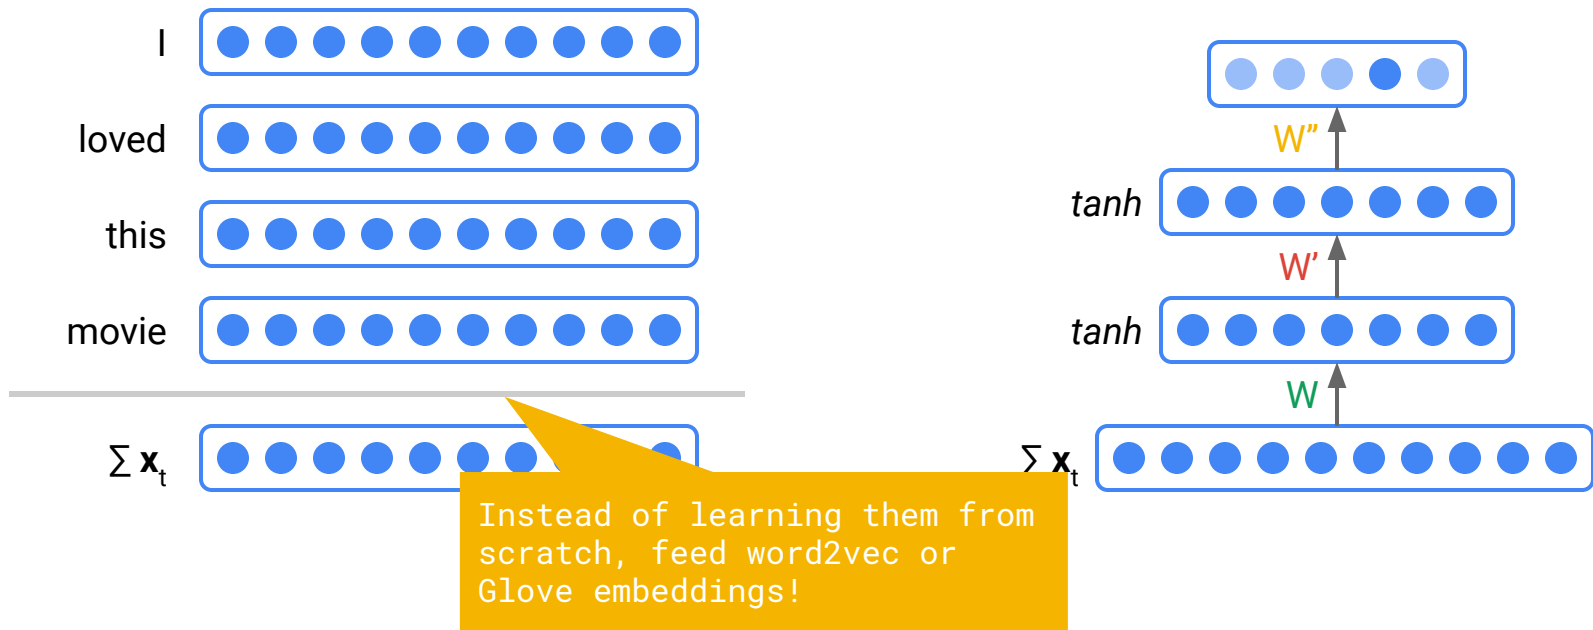 I
loved
this
movie
∑ xt
Instead of learning them from
scratch, feed word2vec or
Glove embeddings!
W”
tanh
W’
tanh
W
∑ xt